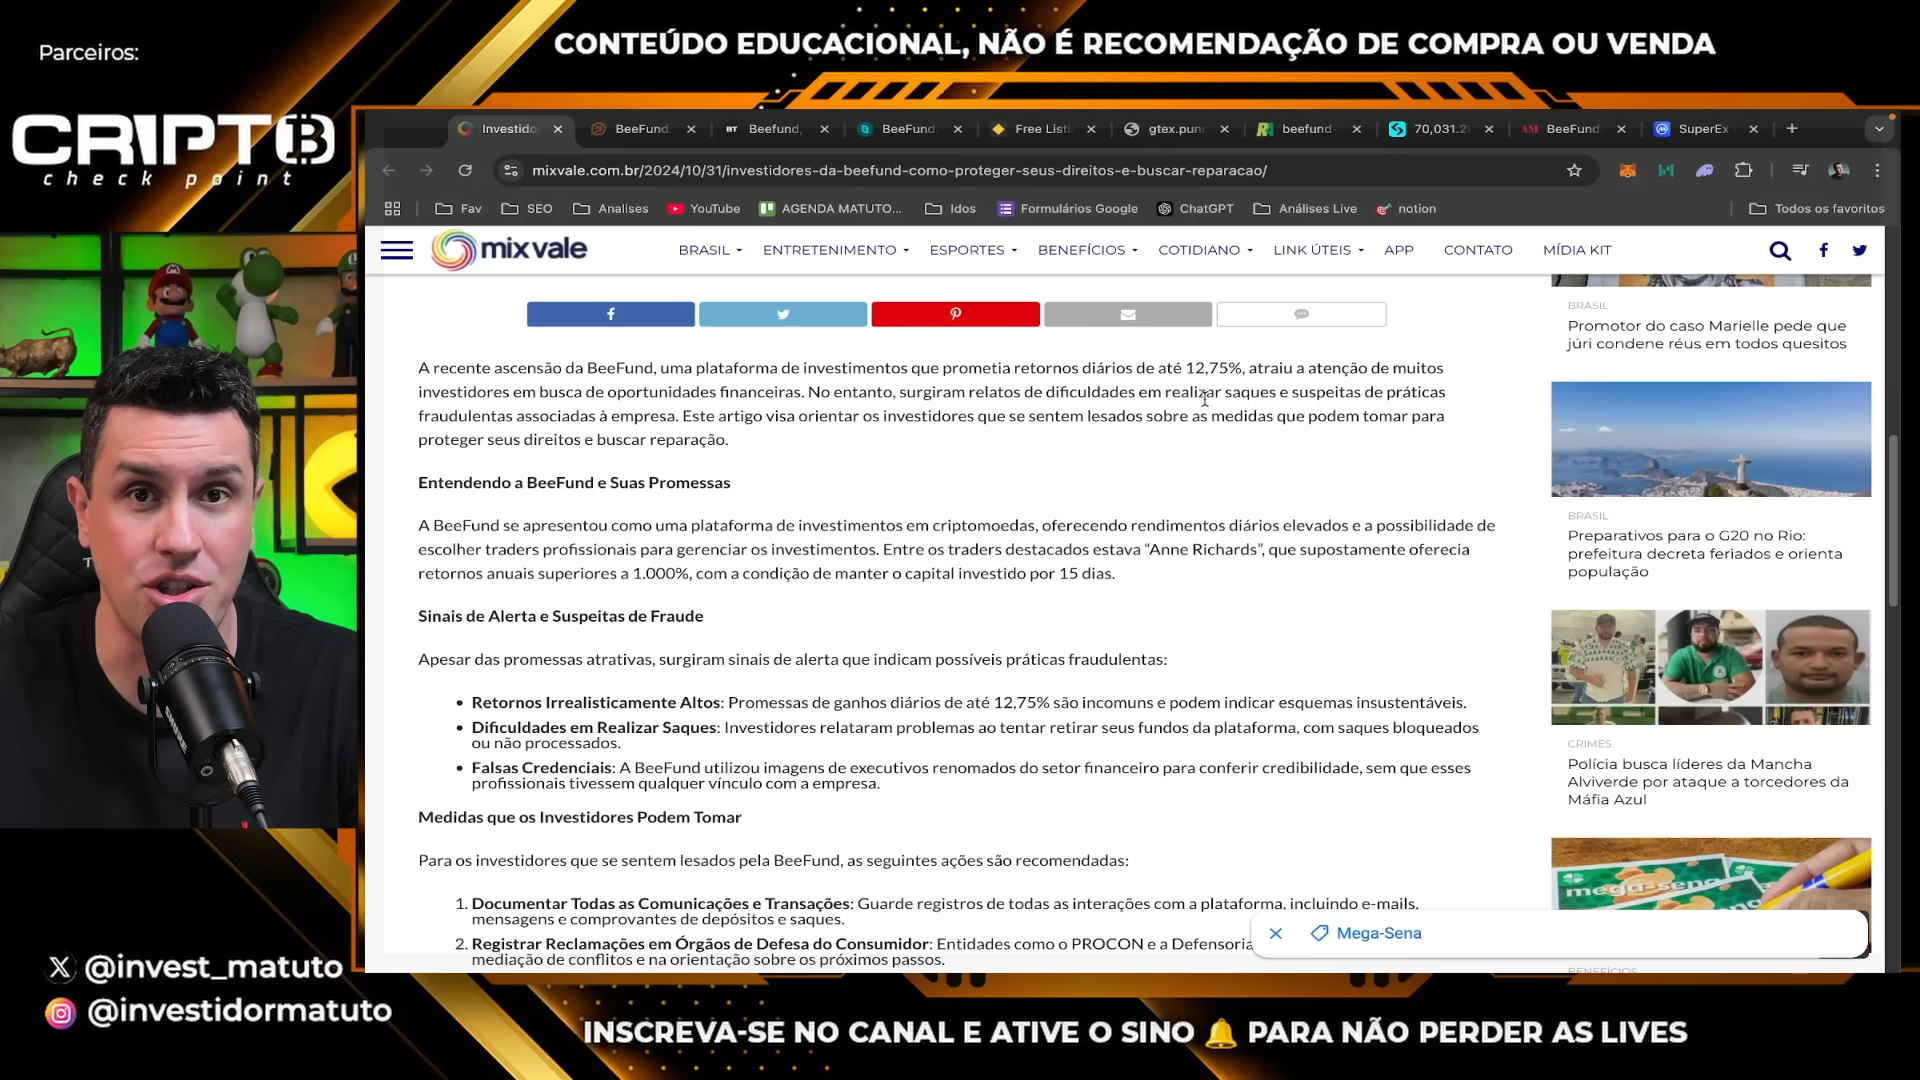 Parceiros:
CRIPTO
check point
CONTEÚDO EDUCACIONAL, NÃO É RECOMENDAÇÃO DE COMPRA OU VENDA
Investido
BeeFund
Beefund,
BeeFund:
Free Listi
gtex.pun
beefund-
70,031.2
BeeFund
SuperEx
mixvale.com.br/2024/10/31/investidores-da-beefund-como-proteger-seus-direitos-e-buscar-reparacao/
Fav
SEO
Analises
YouTube
AGENDA MATUTO...
Idos
Formulários Google
ChatGPT
Análises Live
notion
Todos os favoritos
mix vale
BRASIL
ENTRETENIMENTO
ESPORTES
BENEFÍCIOS
COTIDIANO
LINK ÚTEIS
APP
CONTATO
MÍDIA KIT
A recente ascensão da BeeFund, uma plataforma de investimentos que prometia retornos diários de até 12,75%, atraiu a atenção de muitos
investidores em busca de oportunidades financeiras. No entanto, surgiram relatos de dificuldades em realizar saques e suspeitas de práticas
fraudulentas associadas à empresa. Este artigo visa orientar os investidores que se sentem lesados sobre as medidas que podem tomar para
proteger seus direitos e buscar reparação.
Entendendo a BeeFund e Suas Promessas
A BeeFund se apresentou como uma plataforma de investimentos em criptomoedas, oferecendo rendimentos diários elevados e a possibilidade de
escolher traders profissionais para gerenciar os investimentos. Entre os traders destacados estava “Anne Richards”, que supostamente oferecia
retornos anuais superiores a 1.000%, com a condição de manter o capital investido por 15 dias.
Sinais de Alerta e Suspeitas de Fraude
Apesar das promessas atrativas, surgiram sinais de alerta que indicam possíveis práticas fraudulentas:
• Retornos Irrealisticamente Altos: Promessas de ganhos diários de até 12,75% são incomuns e podem indicar esquemas insustentáveis.
• Dificuldades em Realizar Saques: Investidores relataram problemas ao tentar retirar seus fundos da plataforma, com saques bloqueados
ou não processados.
• Falsas Credenciais: A BeeFund utilizou imagens de executivos renomados do setor financeiro para conferir credibilidade, sem que esses
profissionais tivessem qualquer vínculo com a empresa.
Medidas que os Investidores Podem Tomar
Para os investidores que se sentem lesados pela BeeFund, as seguintes ações são recomendadas:
1. Documentar Todas as Comunicações e Transações: Guarde registros de todas as interações com a plataforma, incluindo e-mails,
mensagens e comprovantes de depósitos e saques.
2. Registrar Reclamações em Órgãos de Defesa do Consumidor: Entidades como o PROCON e a Defensoria
mediação de conflitos e na orientação sobre os próximos passos.
BRASIL
Promotor do caso Marielle pede que
júri condene réus em todos quesitos
BRASIL
Preparativos para o G20 no Rio:
prefeitura decreta feriados e orienta
população
CRIMES
Polícia busca líderes da Mancha
Alviverde por ataque a torcedores da
Máfia Azul
mega-sena
Mega-Sena
BENEFÍCIOS
@invest_matuto
@investidormatuto
INSCREVA-SE NO CANAL E ATIVE O SINO 🔔 PARA NÃO PERDER AS LIVES